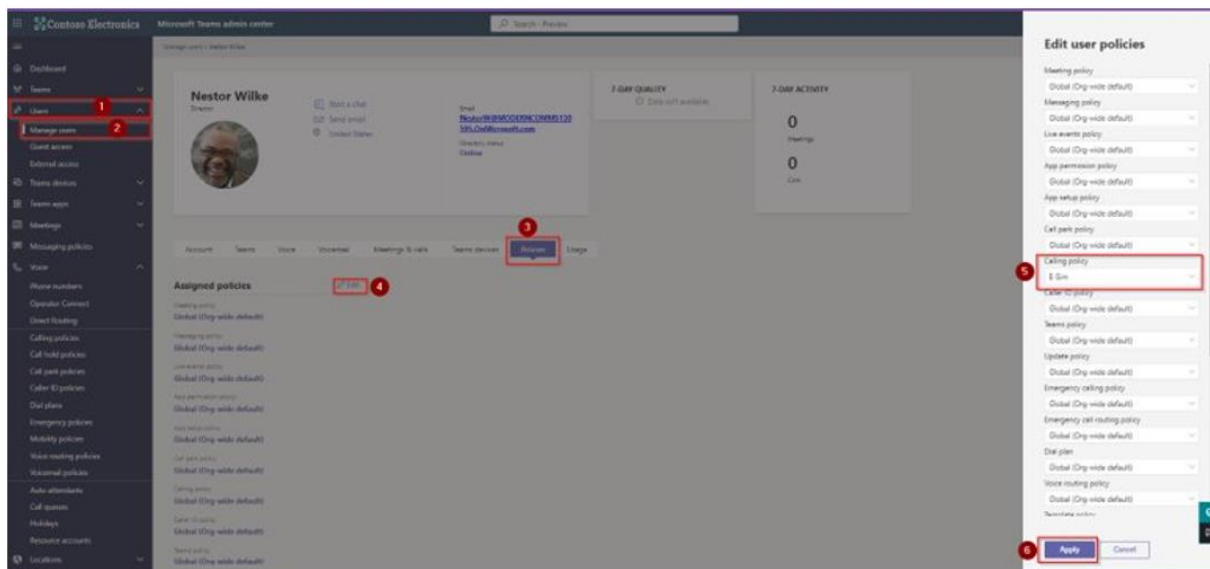 Contoso Electronics
Microsoft Teams admin center
Search - Preview
Manage users
Nestor Wilke
Dashboard
Teams
Users
1
Manage users
2
Guest access
External access
Teams devices
Teams apps
Meetings
Messaging policies
Voice
Phone numbers
Operator Connect
Direct Routing
Calling policies
Call hold policies
Call park policies
Caller ID policies
Dial plans
Emergency policies
Mobility policies
Voice routing policies
Voicemail policies
Auto attendants
Call queues
Holidays
Resource accounts
Locations
Nestor Wilke
Director
Start a chat
Send email
United States
Email
Directory status
Online
7-DAY QUALITY
7-DAY ACTIVITY
0
Meetings
0
Calls
3
Account Teams Voice Voicemail Meetings & calls Teams devices Policies Usage
Assigned policies
Edit
4
Meeting policy
Global (Org-wide default)
Messaging policy
Global (Org-wide default)
Live events policy
Global (Org-wide default)
App permission policy
Global (Org-wide default)
App setup policy
Global (Org-wide default)
Call park policy
Global (Org-wide default)
Calling policy
Global (Org-wide default)
Caller ID policy
Global (Org-wide default)
Teams policy
Global (Org-wide default)
Edit user policies
Meeting policy
Global (Org-wide default)
Messaging policy
Global (Org-wide default)
Live events policy
Global (Org-wide default)
App permission policy
Global (Org-wide default)
App setup policy
Global (Org-wide default)
Call park policy
Global (Org-wide default)
Calling policy
5
Caller ID policy
Global (Org-wide default)
Teams policy
Global (Org-wide default)
Update policy
Global (Org-wide default)
Emergency calling policy
Global (Org-wide default)
Emergency call routing policy
Global (Org-wide default)
Dial plan
Global (Org-wide default)
Voice routing policy
Global (Org-wide default)
Template policy
6
Apply
Cancel